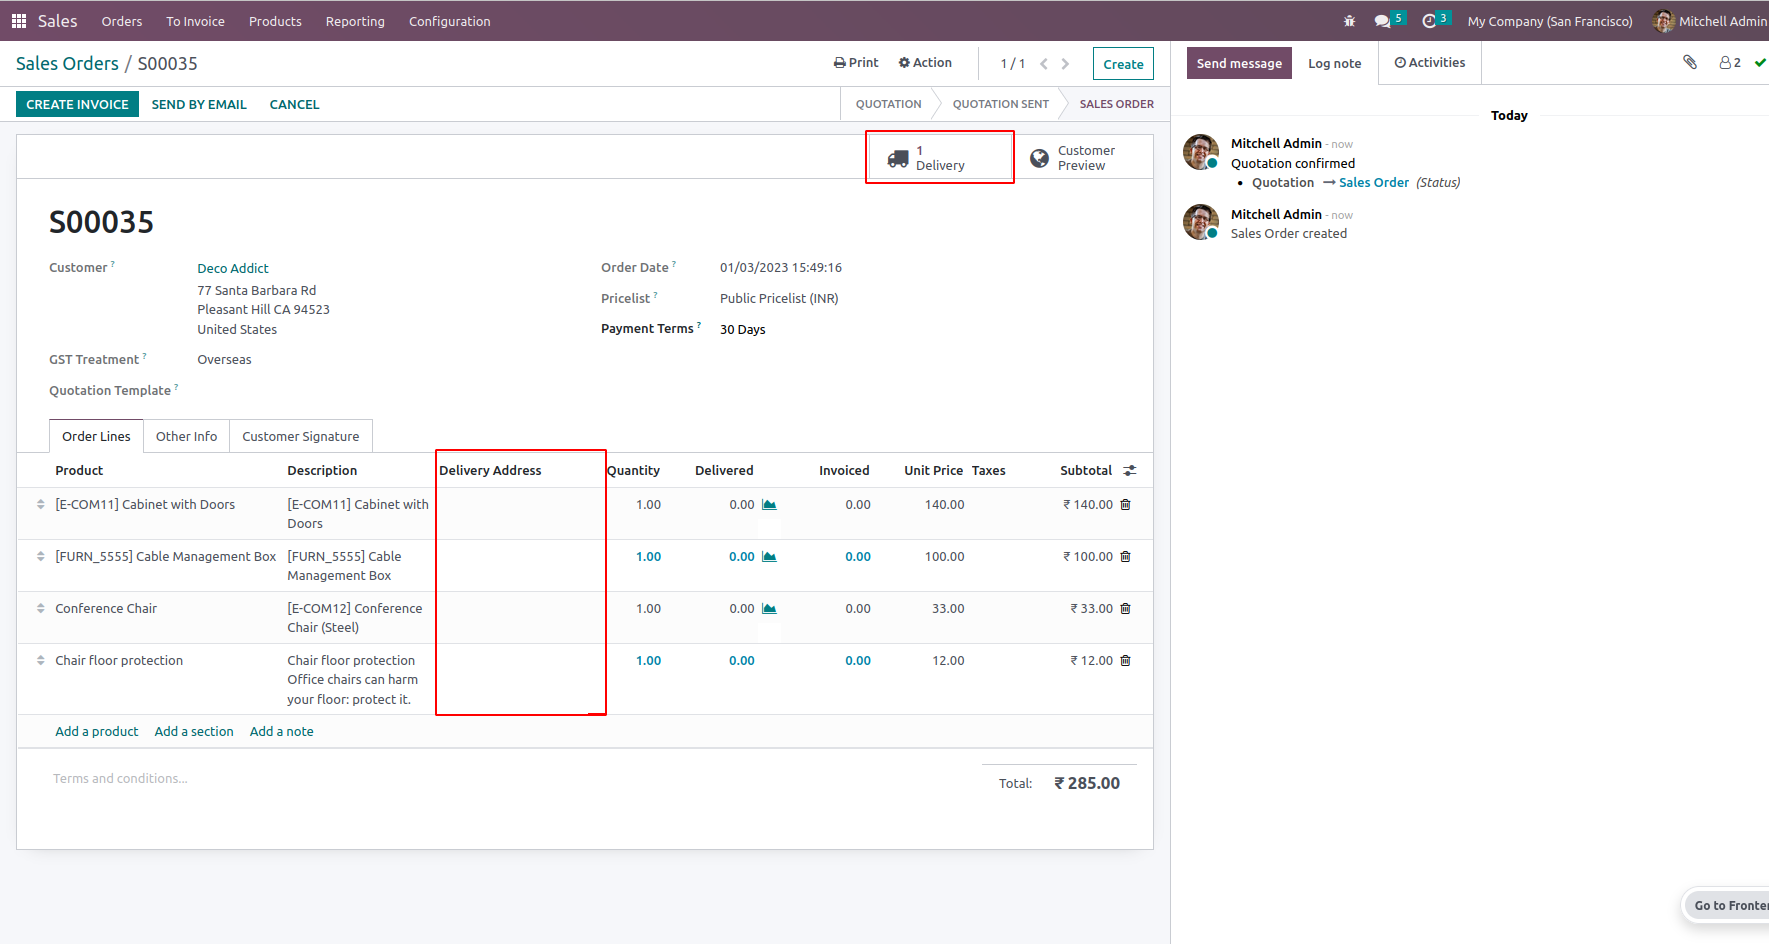 Sales Orders To Invoice Products Reporting Configuration 5 3 My Company (San Francisco) Mitchell Admin
Sales Orders / S00035 Print Action 1 / 1 Create
CREATE INVOICE SEND BY EMAIL CANCEL QUOTATION QUOTATION SENT SALES ORDER
1
Delivery
Customer
Preview
S00035
Customer ? Deco Addict
77 Santa Barbara Rd
Pleasant Hill CA 94523
United States
GST Treatment ? Overseas
Quotation Template ?
Order Date ? 01/03/2023 15:49:16
Pricelist ? Public Pricelist (INR)
Payment Terms ? 30 Days
Order Lines Other Info Customer Signature
Product Description Delivery Address Quantity Delivered Invoiced Unit Price Taxes Subtotal
[E-COM11] Cabinet with Doors [E-COM11] Cabinet with 1.00 0.00 0.00 140.00 ₹ 140.00
Doors
[FURN_5555] Cable Management Box [FURN_5555] Cable 1.00 0.00 0.00 100.00 ₹ 100.00
Management Box
Conference Chair [E-COM12] Conference 1.00 0.00 0.00 33.00 ₹ 33.00
Chair (Steel)
Chair floor protection Chair floor protection 1.00 0.00 0.00 12.00 ₹ 12.00
Office chairs can harm
your floor: protect it.
Add a product Add a section Add a note
Terms and conditions...
Total: ₹ 285.00
Send message Log note Activities 2
Today
Mitchell Admin - now
Quotation confirmed
• Quotation → Sales Order (Status)
Mitchell Admin - now
Sales Order created
Go to